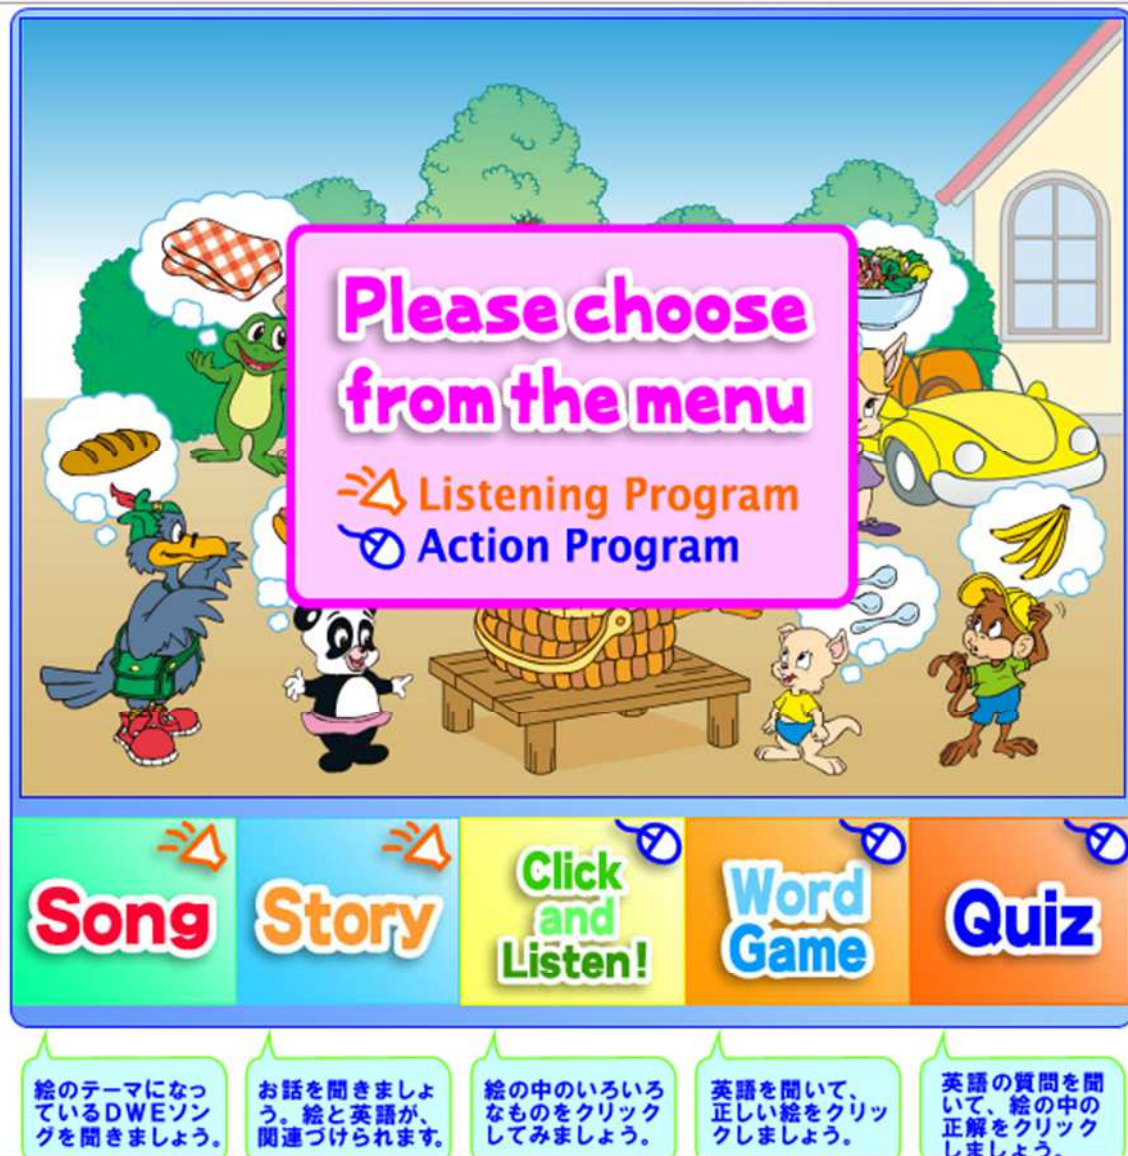 Please choose
from the menu
Listening Program
Action Program
Song
Story
Click
and
Listen!
Word
Game
Quiz
絵のテーマになっ
ているDWEソン
グを聞きましょう。
お話を聞きましょ
う。絵と英語が、
関連づけられます。
絵の中のいろいろ
なものをクリック
してみましょう。
英語を聞いて、
正しい絵をクリッ
クしましょう。
英語の質問を聞
いて、絵の中の
正解をクリック
しましょう。